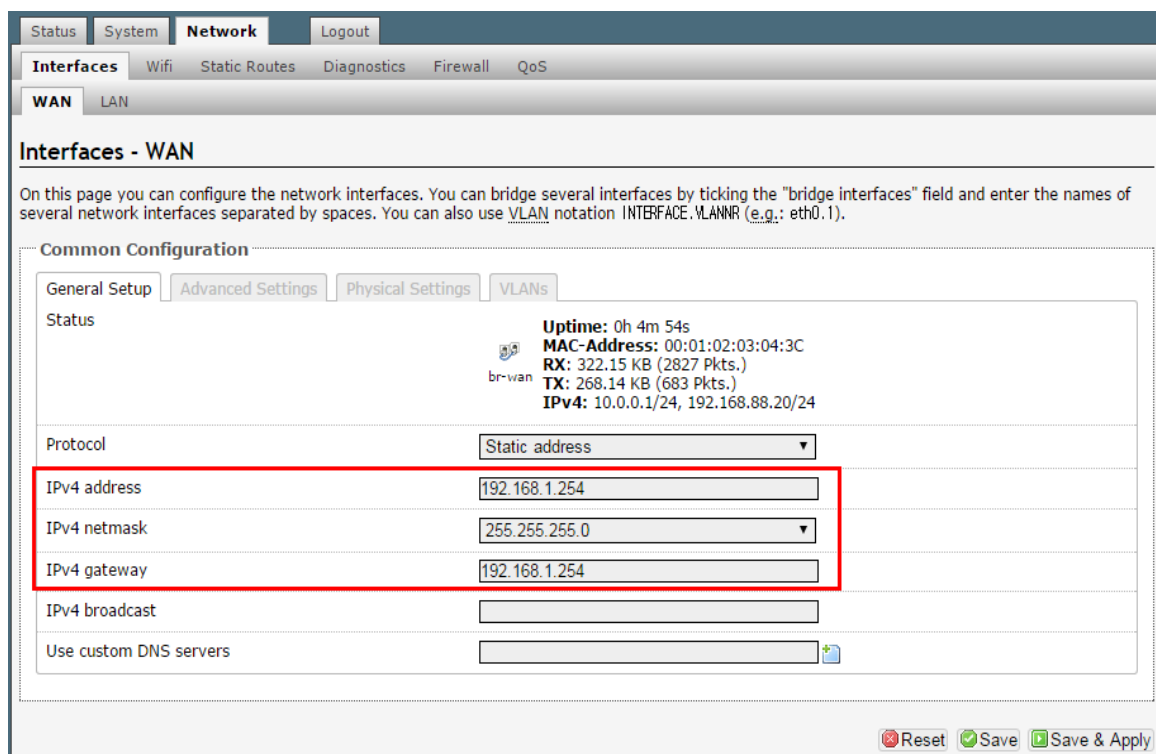 Status System Network Logout
Interfaces Wifi Static Routes Diagnostics Firewall QoS
WAN LAN
Interfaces - WAN
On this page you can configure the network interfaces. You can bridge several interfaces by ticking the "bridge interfaces" field and enter the names of
several network interfaces separated by spaces. You can also use VLAN notation INTERFACE.VLANNR (e.g.: eth0.1).
Common Configuration
General Setup Advanced Settings Physical Settings VLANs
Status
br-wan
Uptime: 0h 4m 54s
MAC-Address: 00:01:02:03:04:3C
RX: 322.15 KB (2827 Pkts.)
TX: 268.14 KB (683 Pkts.)
IPv4: 10.0.0.1/24, 192.168.88.20/24
Protocol Static address
IPv4 address 192.168.1.254
IPv4 netmask 255.255.255.0
IPv4 gateway 192.168.1.254
IPv4 broadcast
Use custom DNS servers
Reset Save Save & Apply